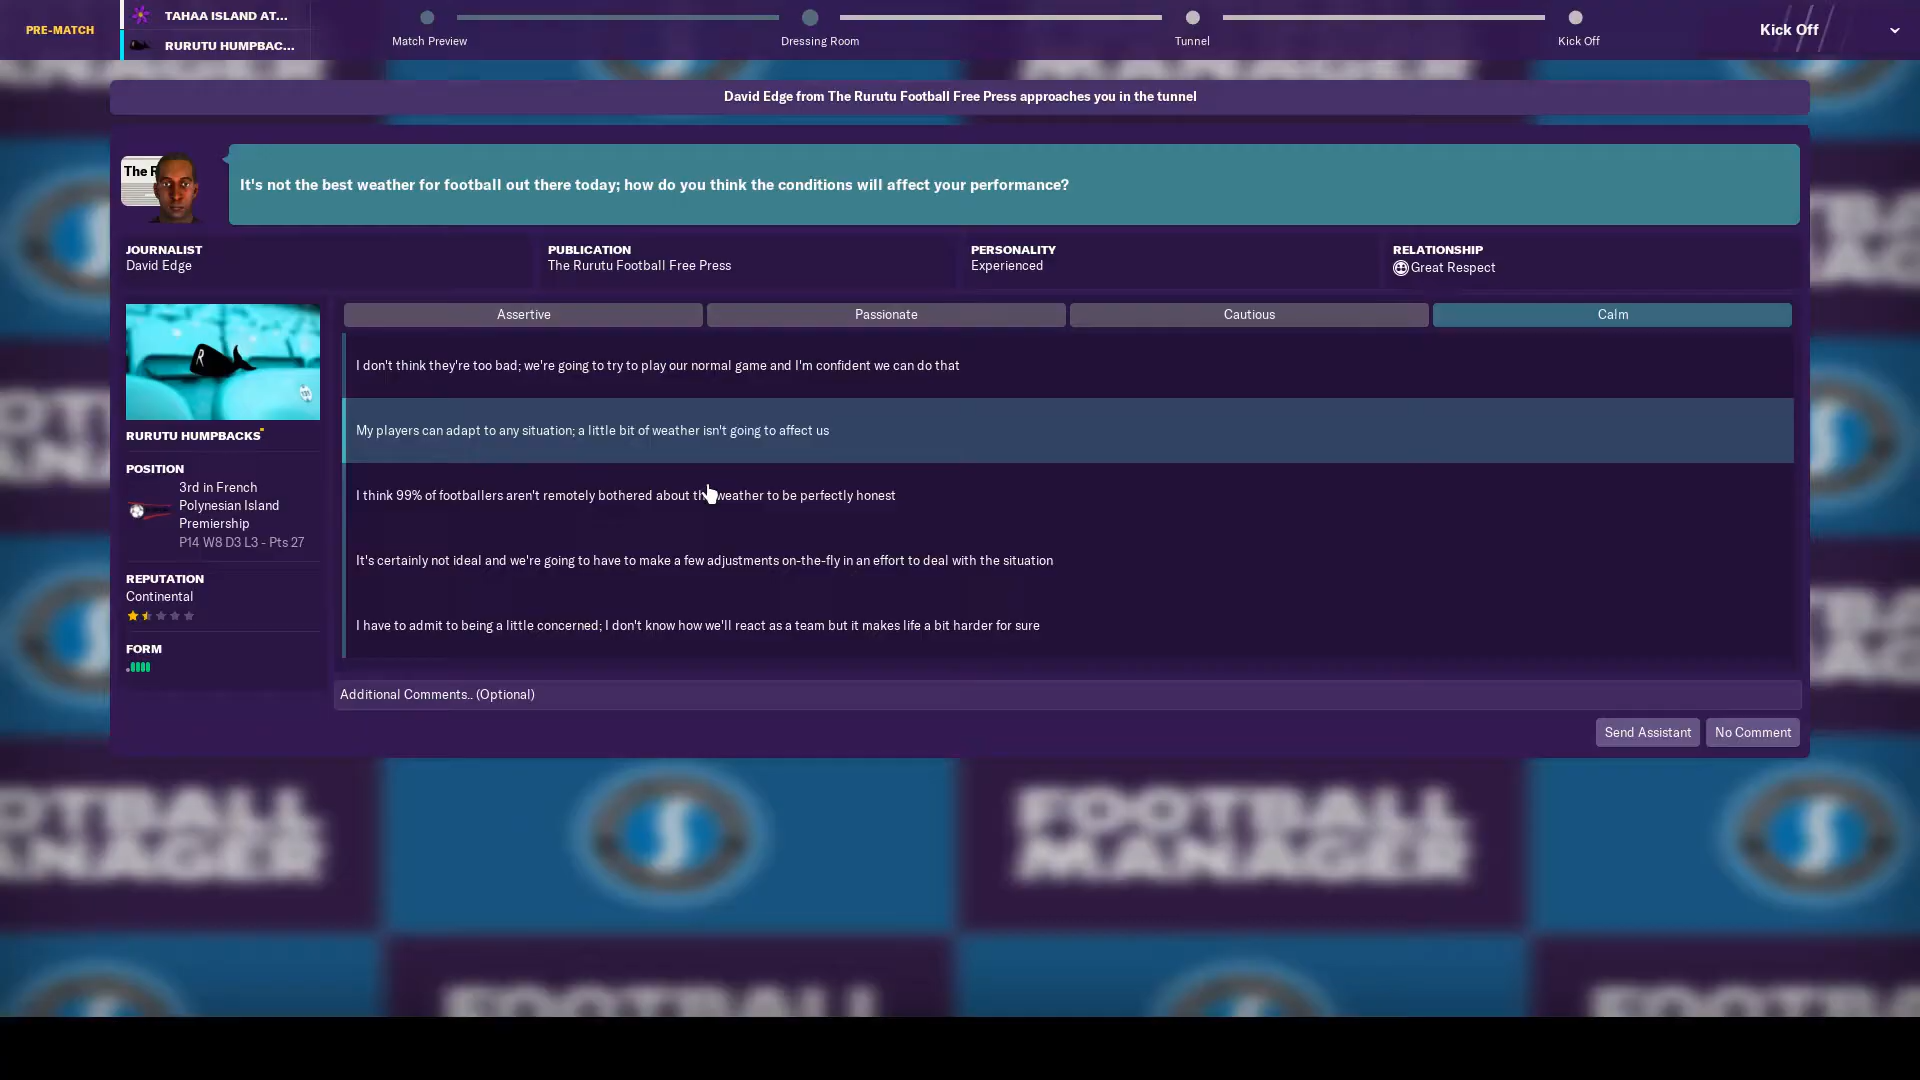 PRE-MATCH
TAHAA ISLAND AT...
RURUTU HUMPBAC...
Match Preview
Dressing Room
Tunnel
Kick Off
Kick Off
David Edge from The Rurutu Football Free Press approaches you in the tunnel
The R
It's not the best weather for football out there today; how do you think the conditions will affect your performance?
JOURNALIST
David Edge
PUBLICATION
The Rurutu Football Free Press
PERSONALITY
Experienced
RELATIONSHIP
Great Respect
R
RURUTU HUMPBACKS
POSITION
3rd in French
Polynesian Island
Premiership
P14 W8 D3 L3 - Pts 27
REPUTATION
Continental
FORM
Assertive
Passionate
Cautious
Calm
I don't think they're too bad; we're going to try to play our normal game and I'm confident we can do that
My players can adapt to any situation; a little bit of weather isn't going to affect us
I think 99% of footballers aren't remotely bothered about the weather to be perfectly honest
It's certainly not ideal and we're going to have to make a few adjustments on-the-fly in an effort to deal with the situation
I have to admit to being a little concerned; I don't know how we'll react as a team but it makes life a bit harder for sure
Additional Comments.. (Optional)
Send Assistant
No Comment
FOOTBALL
MANAGER